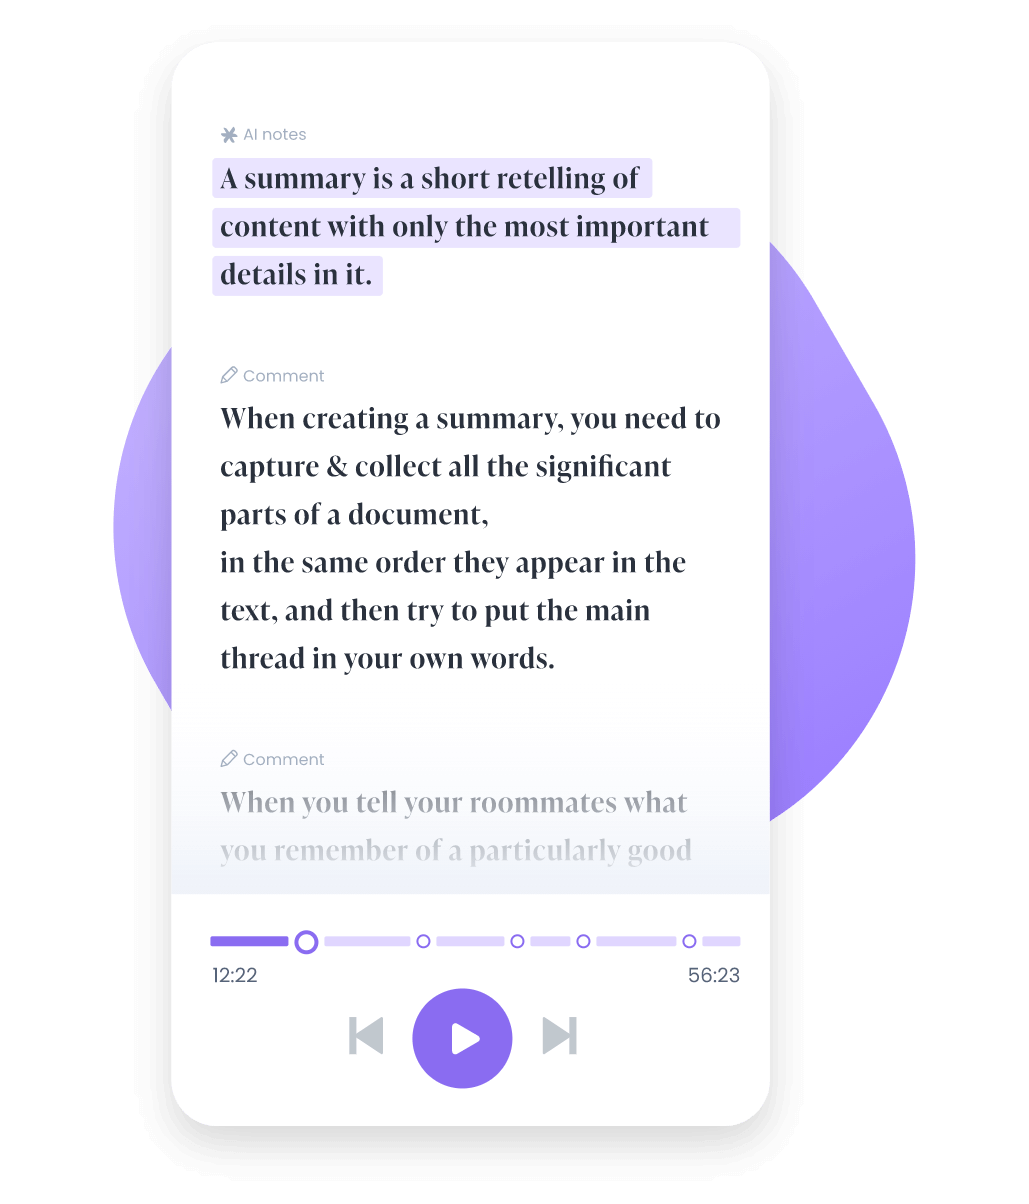 AI notes
A summary is a short retelling of
content with only the most important
details in it.
Comment
When creating a summary, you need to
capture & collect all the significant
parts of a document,
in the same order they appear in the
text, and then try to put the main
thread in your own words.
Comment
When you tell your roommates what
you remember of a particularly good
12:22
56:23